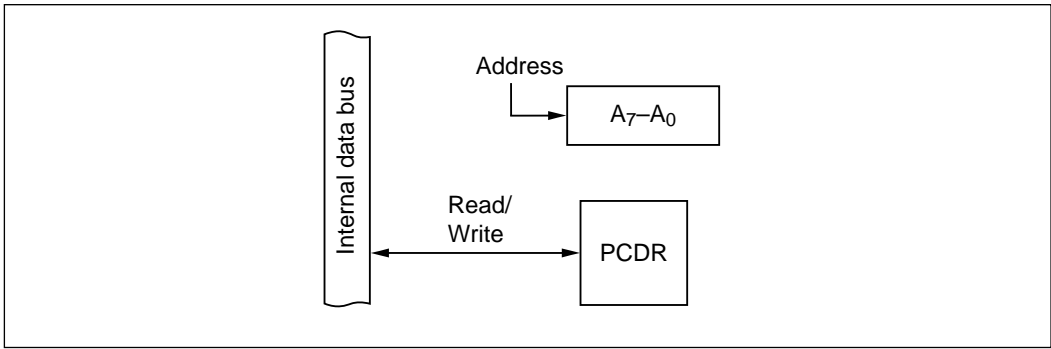 Internal data bus
Address
A7–A0
Read/
Write
PCDR